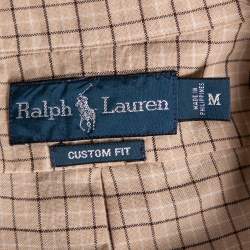 Ralph Lauren
MADE IN
PHILIPPINES
M
CUSTOM FIT